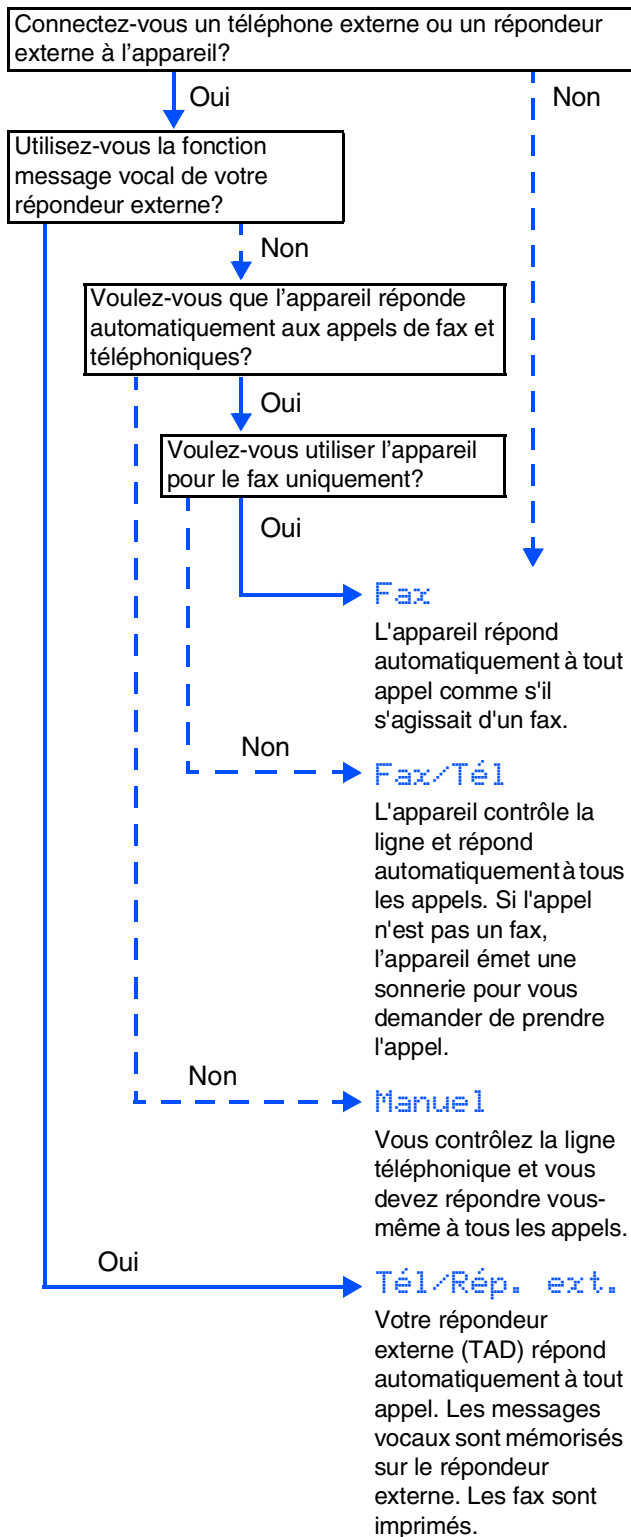 Connectez-vous un téléphone externe ou un répondeur
externe à l’appareil?
Oui
Non
Utilisez-vous la fonction
message vocal de votre
répondeur externe?
Non
Voulez-vous que l’appareil réponde
automatiquement aux appels de fax et
téléphoniques?
Oui
Voulez-vous utiliser l’appareil
pour le fax uniquement?
Oui
Fax
L'appareil répond
automatiquement à tout
appel comme s'il
s'agissait d'un fax.
Non
Fax/Tél
L'appareil contrôle la
ligne et répond
automatiquement à tous
les appels. Si l'appel
n'est pas un fax,
l’appareil émet une
sonnerie pour vous
demander de prendre
l'appel.
Non
Manuel
Vous contrôlez la ligne
téléphonique et vous
devez répondre vous-
même à tous les appels.
Oui
Tél/Rép. ext.
Votre répondeur
externe (TAD) répond
automatiquement à tout
appel. Les messages
vocaux sont mémorisés
sur le répondeur
externe. Les fax sont
imprimés.